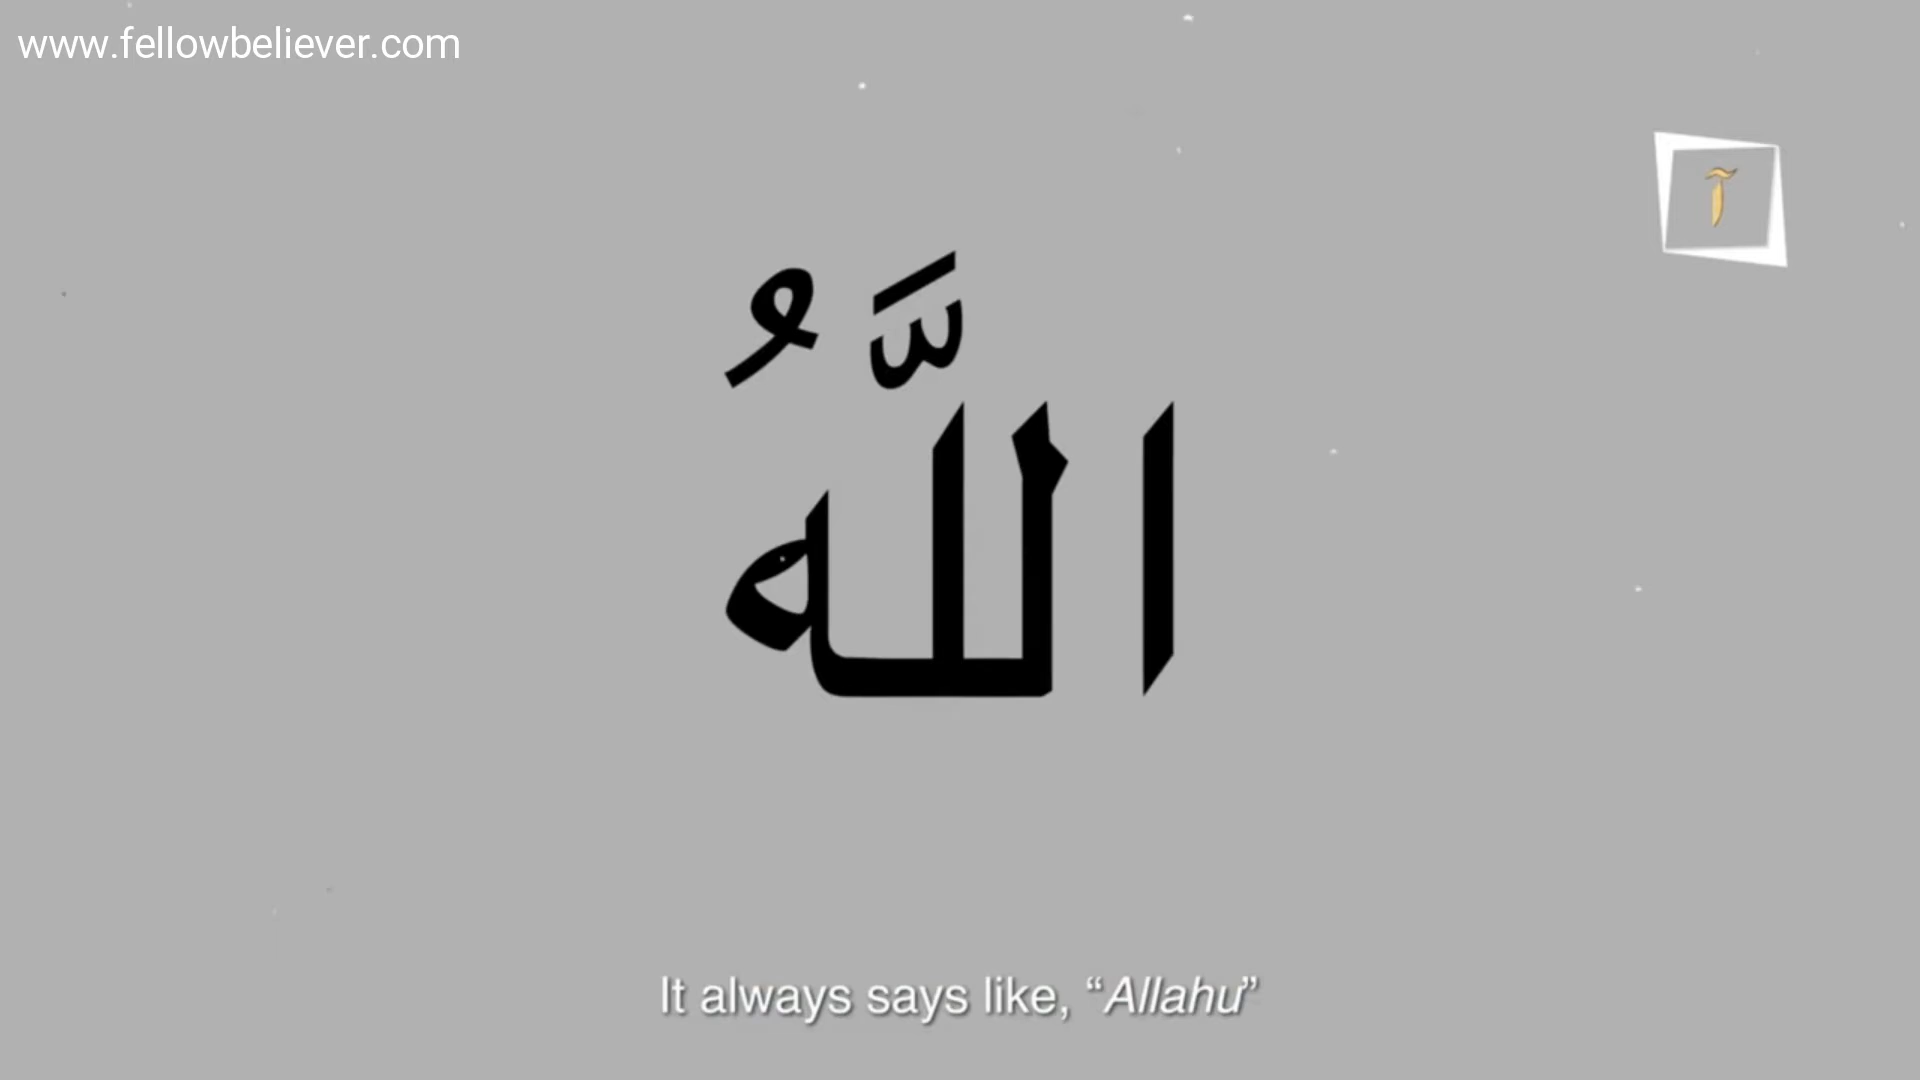 www.fellowbeliever.com
آ
اللَّهُ
It always says like, “Allahu”